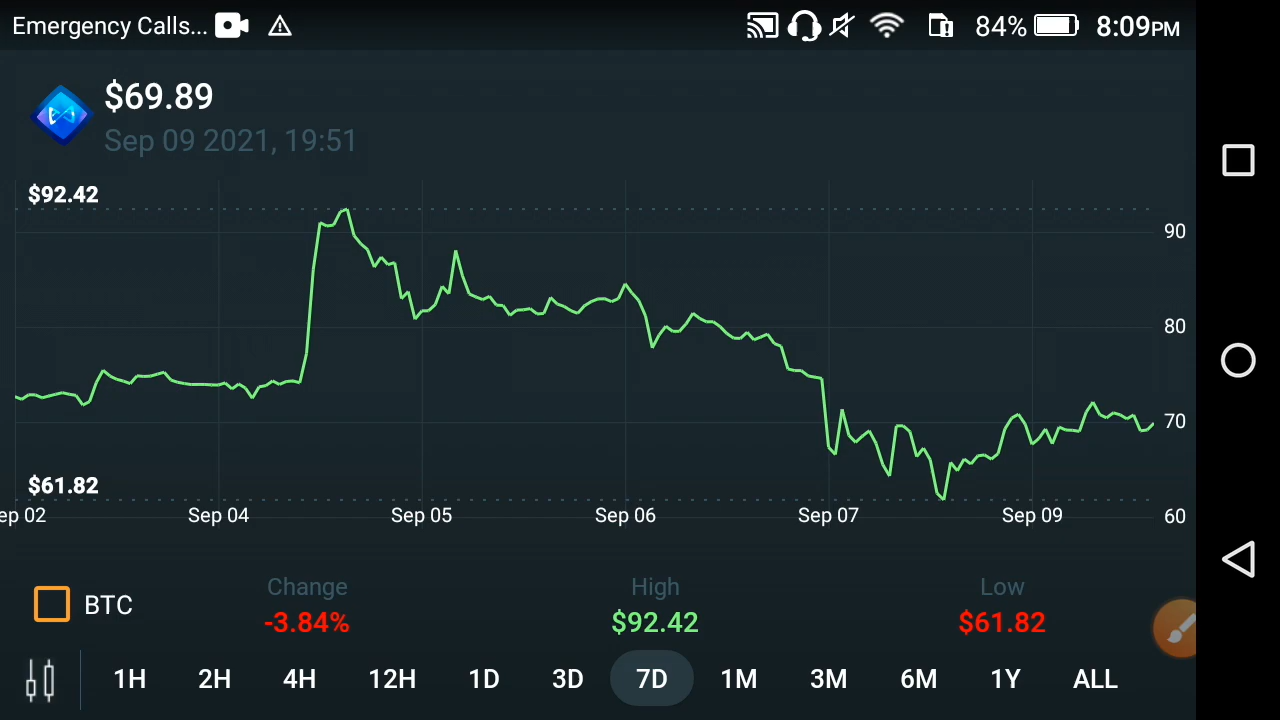 Emergency Calls... 84% 8:09PM
$69.89
Sep 09 2021, 19:51
$92.42
90
80
70
$61.82
ep 02 Sep 04 Sep 05 Sep 06 Sep 07 Sep 09 60
Change High Low
BTC -3.84% $92.42 $61.82
1H 2H 4H 12H 1D 3D 7D 1M 3M 6M 1Y ALL